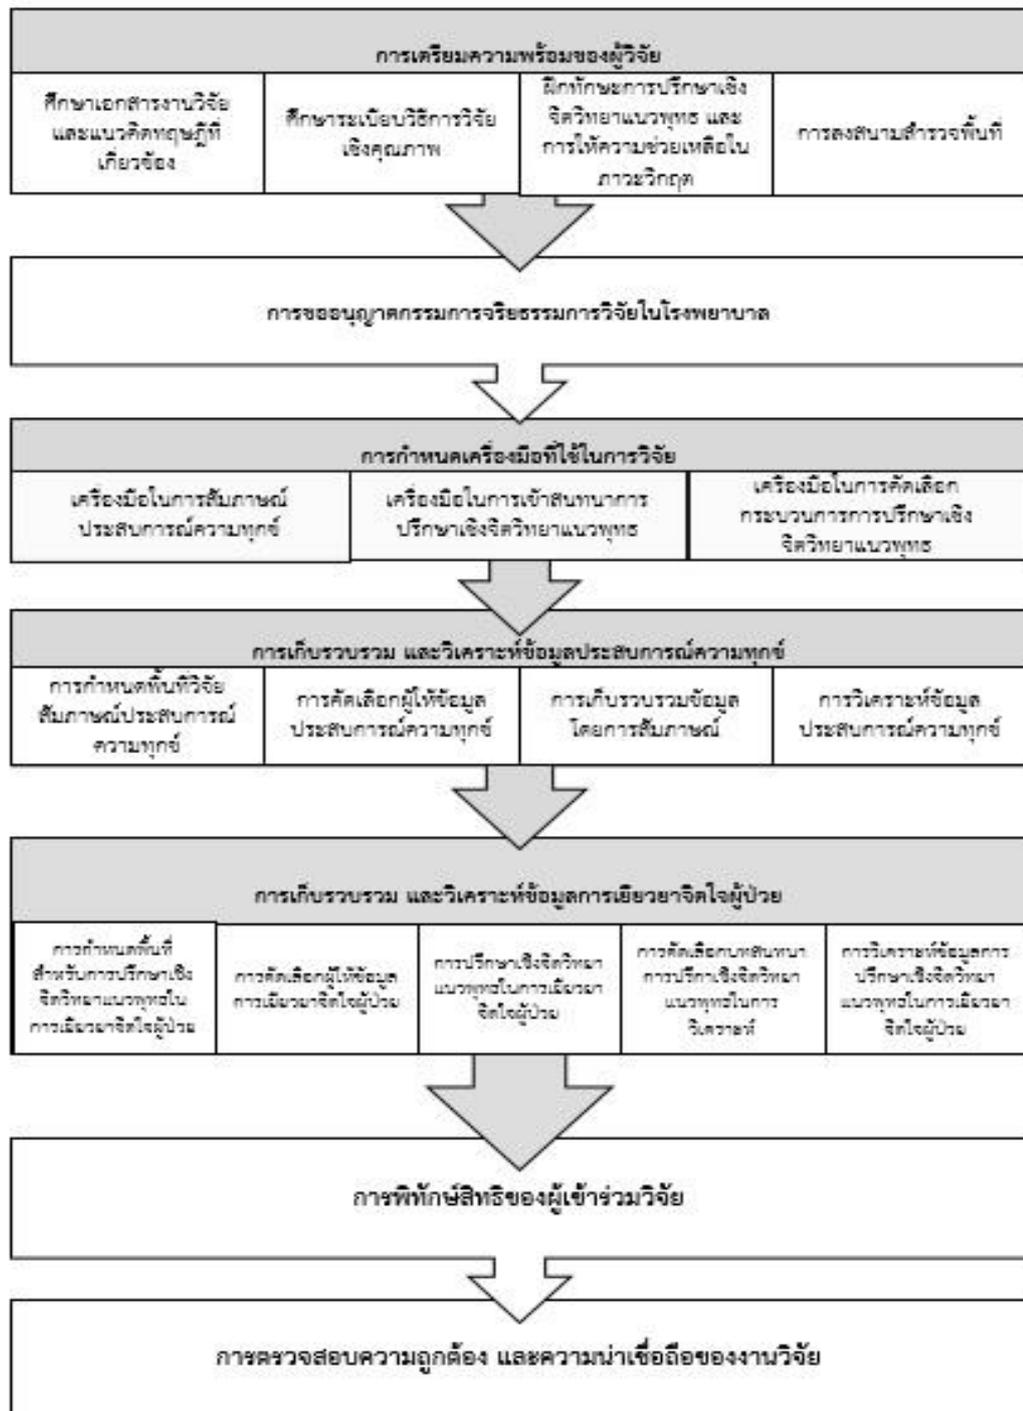 การเตรียมความพร้อมของผู้วิจัย
ศึกษาเอกสารงานวิจัย
และแนวคิดทฤษฎีที่
เกี่ยวข้อง
ศึกษาระเบียบวิธีการวิจัย
เชิงคุณภาพ
ฝึกทักษะการปรึกษาเชิง
จิตวิทยาแนวพุทธ และ
การให้ความช่วยเหลือใน
ภาวะวิกฤต
การลงสนามสำรวจพื้นที่
การขออนุญาตกรรมการจริยธรรมการวิจัยในโรงพยาบาล
การกำหนดเครื่องมือที่ใช้ในการวิจัย
เครื่องมือในการสัมภาษณ์
ประสบการณ์ความทุกข์
เครื่องมือในการเข้าสนทนาการ
ปรึกษาเชิงจิตวิทยาแนวพุทธ
เครื่องมือในการคัดเลือก
กระบวนการการปรึกษาเชิง
จิตวิทยาแนวพุทธ
การเก็บรวบรวม และวิเคราะห์ข้อมูลประสบการณ์ความทุกข์
การกำหนดพื้นที่วิจัย
สัมภาษณ์ประสบการณ์
ความทุกข์
การคัดเลือกผู้ให้ข้อมูล
ประสบการณ์ความทุกข์
การเก็บรวบรวมข้อมูล
โดยการสัมภาษณ์
การวิเคราะห์ข้อมูล
ประสบการณ์ความทุกข์
การเก็บรวบรวม และวิเคราะห์ข้อมูลการเยียวยาจิตใจผู้ป่วย
การกำหนดพื้นที่
สำหรับการปรึกษาเชิง
จิตวิทยาแนวพุทธใน
การเยียวยาจิตใจผู้ป่วย
การคัดเลือกผู้ให้ข้อมูล
การเยียวยาจิตใจผู้ป่วย
การปรึกษาเชิงจิตวิทยา
แนวพุทธในการเยียวยา
จิตใจผู้ป่วย
การคัดเลือกบทสนทนา
การปรึกาเชิงจิตวิทยา
แนวพุทธในการ
วิเคราะห์
การวิเคราะห์ข้อมูลการ
ปรึกษาเชิงจิตวิทยา
แนวพุทธในการเยียวยา
จิตใจผู้ป่วย
การพิทักษ์สิทธิของผู้เข้าร่วมวิจัย
การตรวจสอบความถูกต้อง และความน่าเชื่อถือของงานวิจัย